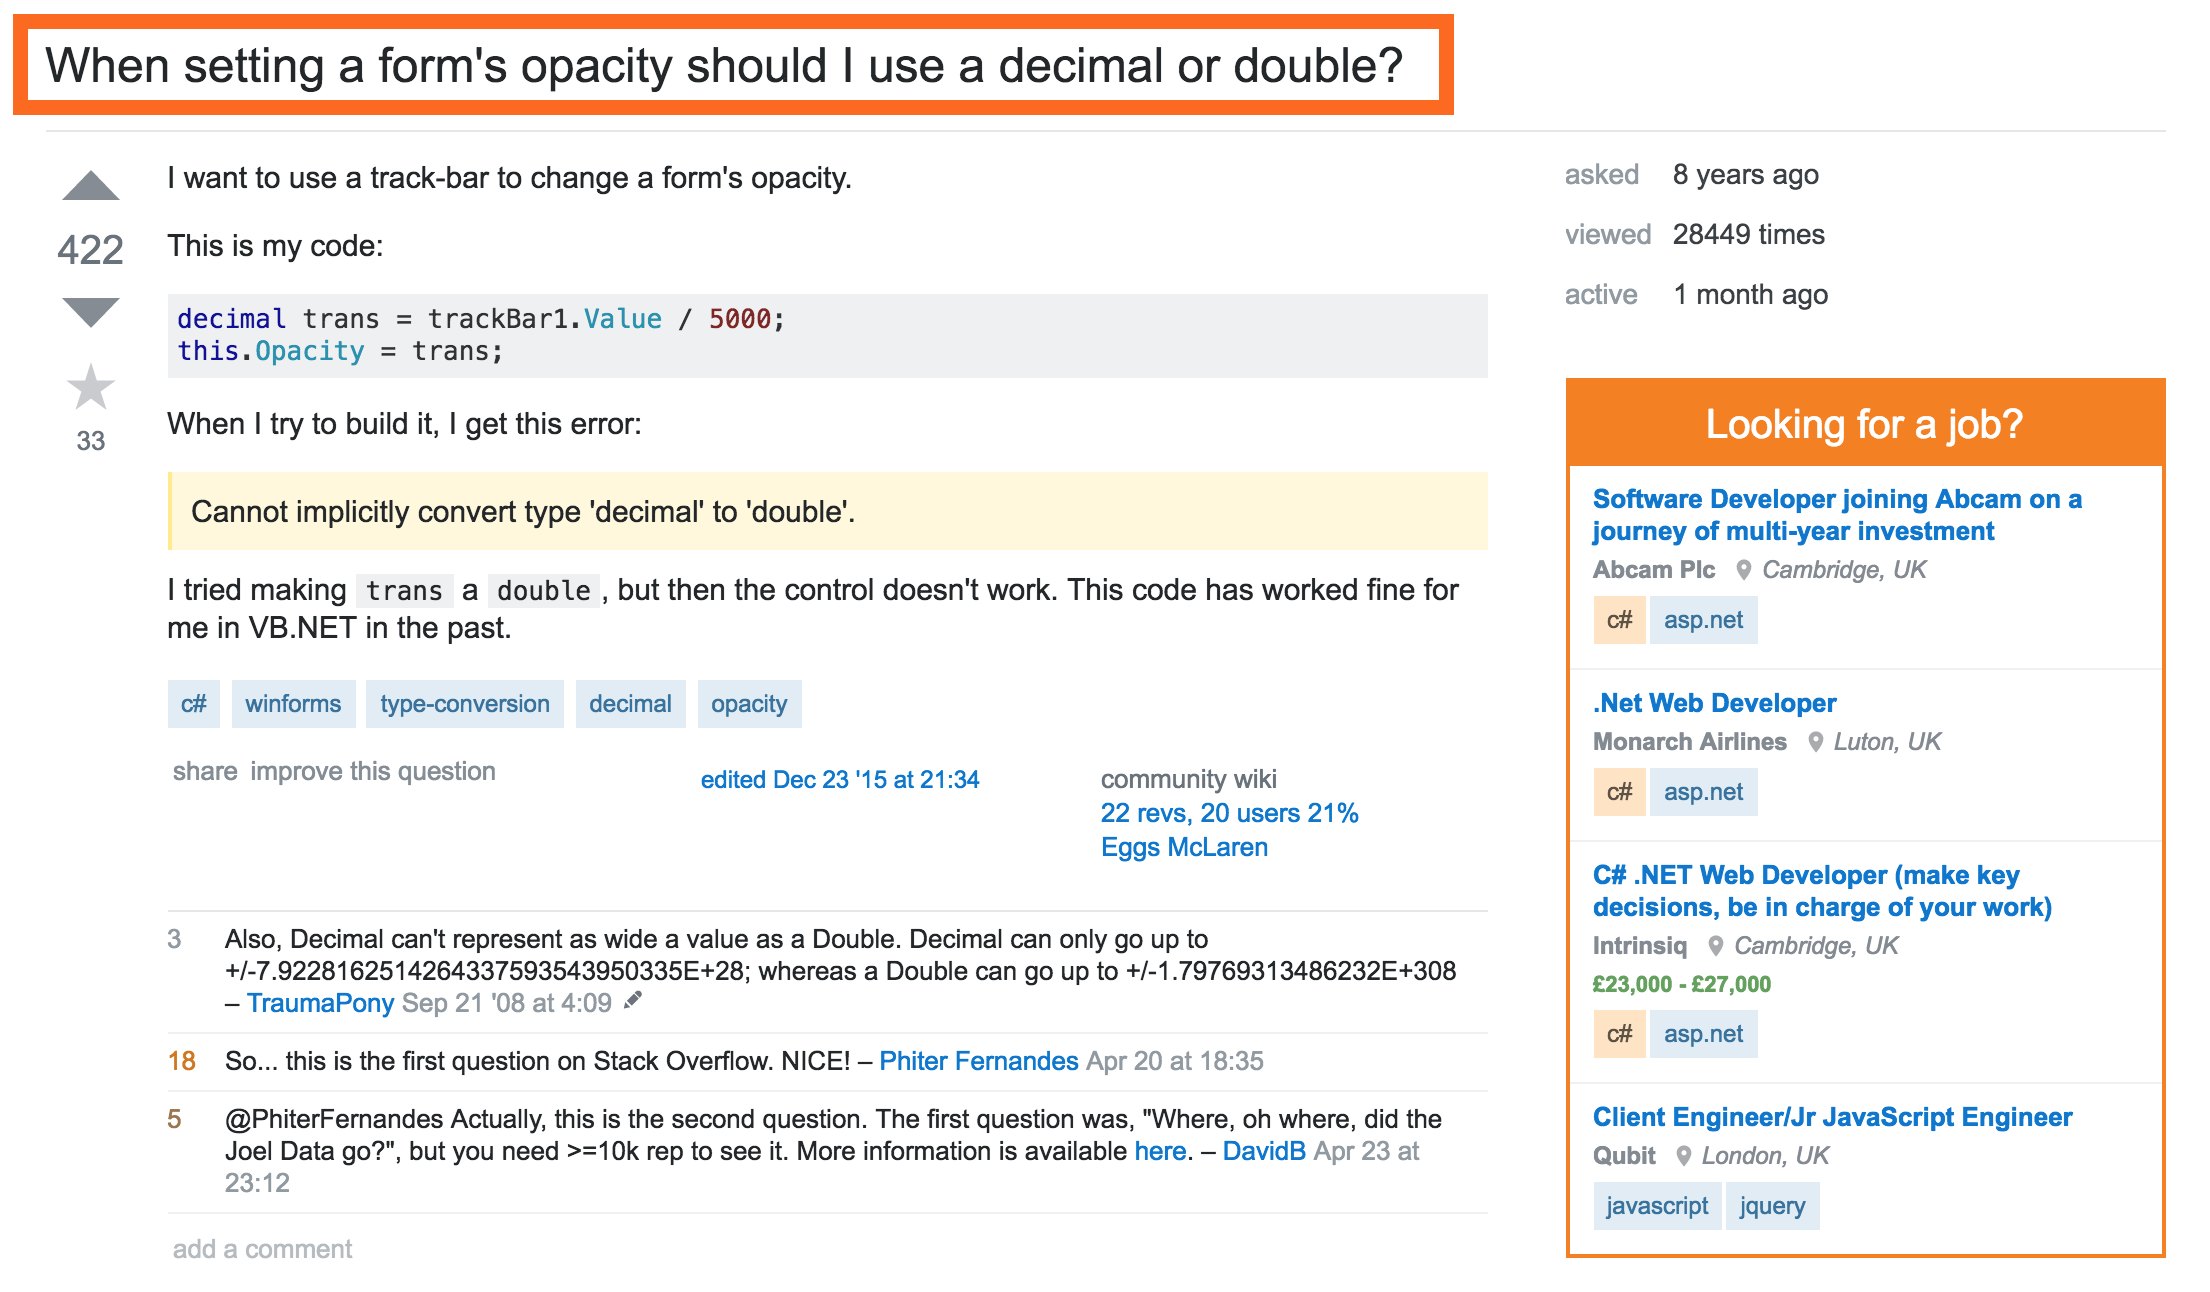 When setting a form's opacity should I use a decimal or double?
422
33
I want to use a track-bar to change a form's opacity.
This is my code:
decimal trans = trackBar1.Value / 5000;
this.Opacity = trans;
When I try to build it, I get this error:
Cannot implicitly convert type 'decimal' to 'double'.
I tried making trans a double, but then the control doesn't work. This code has worked fine for
me in VB.NET in the past.
c# winforms type-conversion decimal opacity
share improve this question
edited Dec 23 '15 at 21:34
community wiki
22 revs, 20 users 21%
Eggs McLaren
3 Also, Decimal can't represent as wide a value as a Double. Decimal can only go up to
+/-7.9228162514264337593543950335E+28; whereas a Double can go up to +/-1.79769313486232E+308
– TraumaPony Sep 21 '08 at 4:09
18 So... this is the first question on Stack Overflow. NICE! – Phiter Fernandes Apr 20 at 18:35
5 @PhiterFernandes Actually, this is the second question. The first question was, "Where, oh where, did the
Joel Data go?", but you need >=10k rep to see it. More information is available here. – DavidB Apr 23 at
23:12
add a comment
asked 8 years ago
viewed 28449 times
active 1 month ago
Looking for a job?
Software Developer joining Abcam on a
journey of multi-year investment
Abcam Plc Cambridge, UK
c# asp.net
.Net Web Developer
Monarch Airlines Luton, UK
c# asp.net
C# .NET Web Developer (make key
decisions, be in charge of your work)
Intrinsiq Cambridge, UK
£23,000 - £27,000
c# asp.net
Client Engineer/Jr JavaScript Engineer
Qubit London, UK
javascript jquery